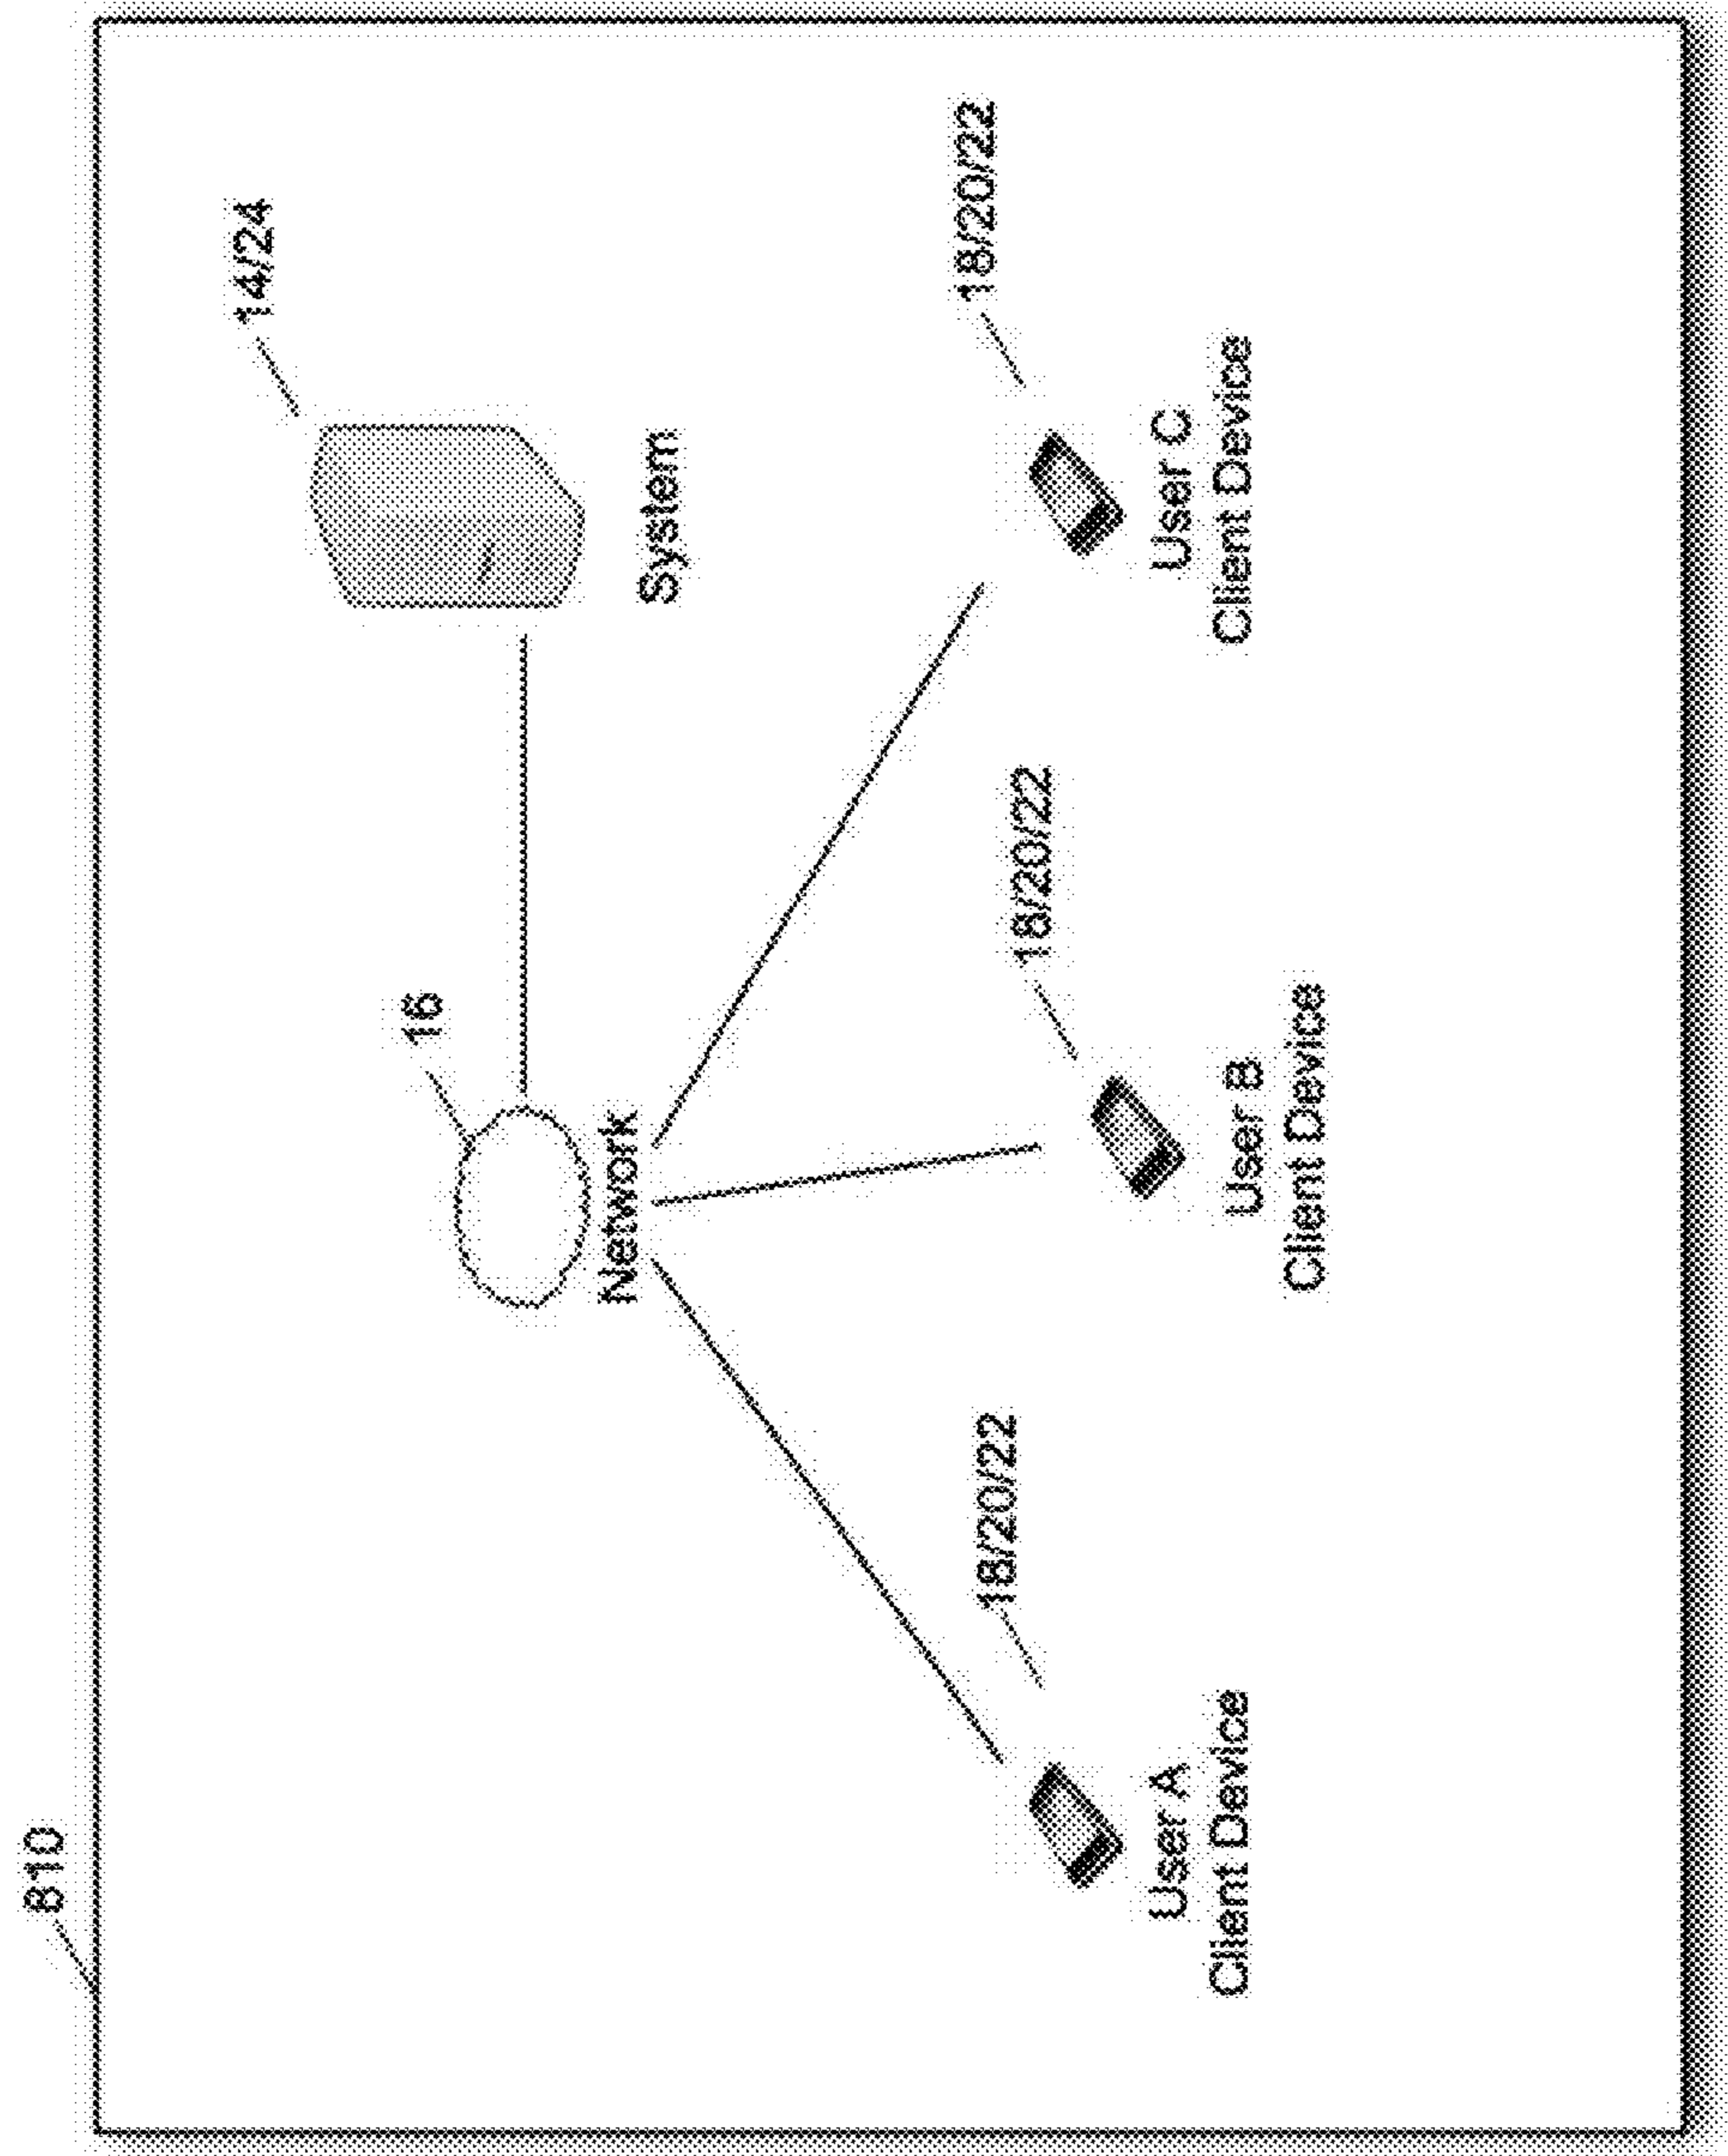 810
14/24
16
System
Network
18/20/22
18/20/22
18/20/22
User A
Client Device
User B
Client Device
User C
Client Device